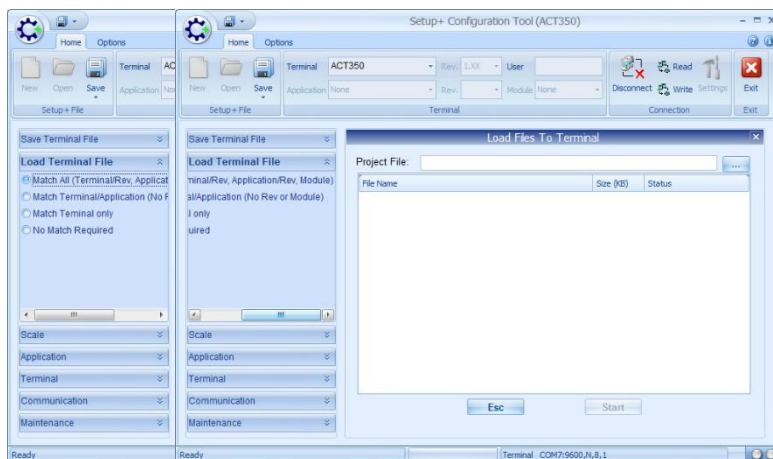 Setup+ Configuration Tool (ACT350)
Home Options
Home Options
New Open Save
Terminal AC
Application No
Setup+ File
New Open Save
Terminal ACT350 Rev. 1.XX User
Application None Rev. Module None
Disconnect Read Write Settings
Exit
Setup+ File Terminal Connection Exit
Save Terminal File
Load Terminal File
Match All (Terminal/Rev, Applicat
Match Terminal/Application (No R
Match Teminal only
No Match Required
Scale
Application
Terminal
Communication
Maintenance
Ready
Save Terminal File
Load Terminal File
minal/Rev, Application/Rev, Module)
al/Application (No Rev or Module)
l only
uired
Scale
Application
Terminal
Communication
Maintenance
Load Files To Terminal
Project File: ...
File Name Size (KB) Status
Esc Start
Ready Terminal COM7:9600,N,8,1